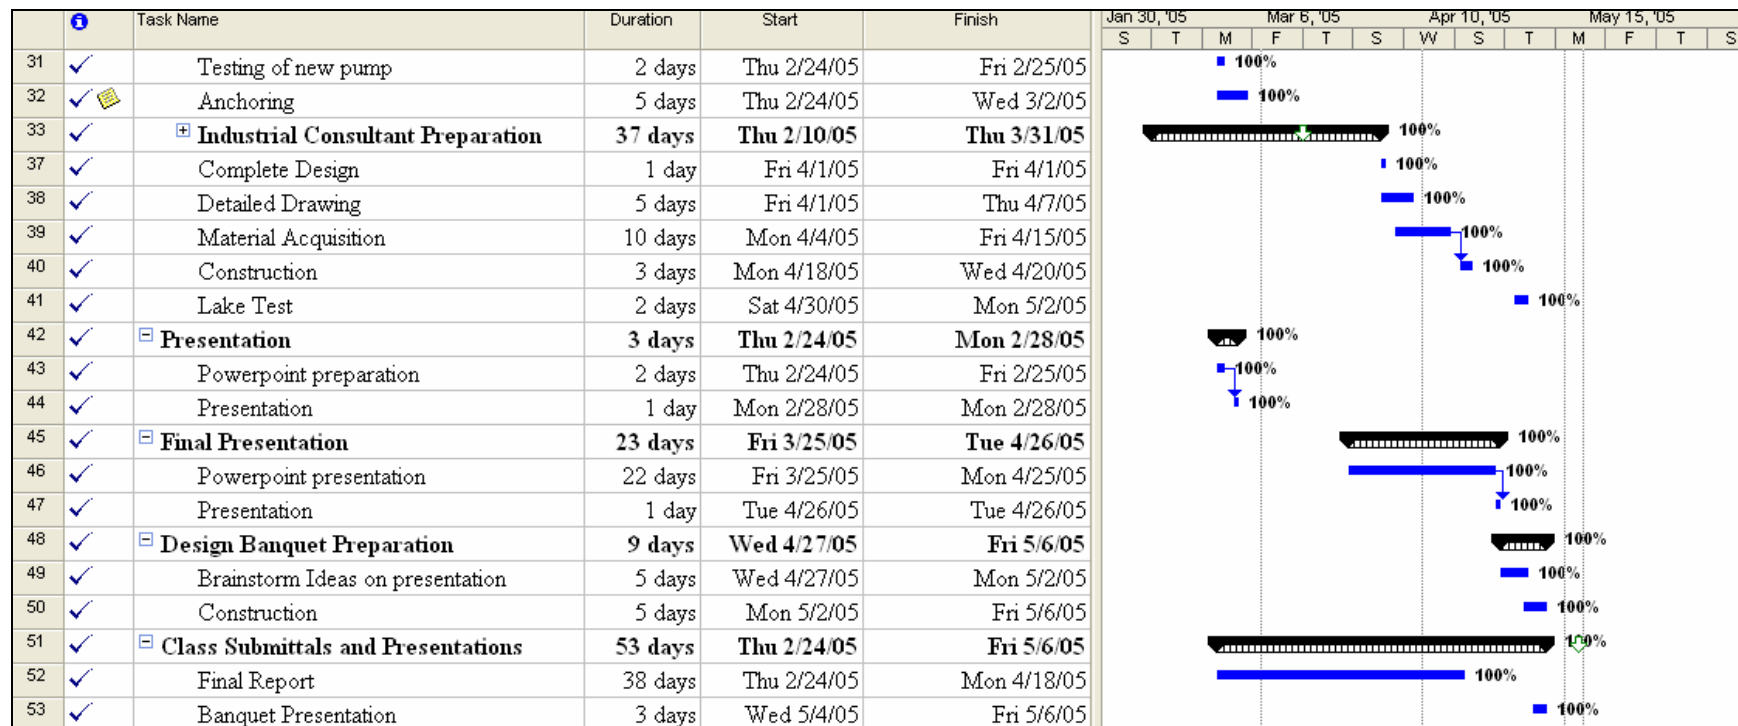 Task Name Duration Start Finish Jan 30, '05 Mar 6, '05 Apr 10, '05 May 15, '05
S T M F T S W S T M F T S
31 Testing of new pump 2 days Thu 2/24/05 Fri 2/25/05 100%
32 Anchoring 5 days Thu 2/24/05 Wed 3/2/05 100%
33 Industrial Consultant Preparation 37 days Thu 2/10/05 Thu 3/31/05 100%
37 Complete Design 1 day Fri 4/1/05 Fri 4/1/05 100%
38 Detailed Drawing 5 days Fri 4/1/05 Thu 4/7/05 100%
39 Material Acquisition 10 days Mon 4/4/05 Fri 4/15/05 100%
40 Construction 3 days Mon 4/18/05 Wed 4/20/05 100%
41 Lake Test 2 days Sat 4/30/05 Mon 5/2/05 100%
42 Presentation 3 days Thu 2/24/05 Mon 2/28/05 100%
43 Powerpoint preparation 2 days Thu 2/24/05 Fri 2/25/05 100%
44 Presentation 1 day Mon 2/28/05 Mon 2/28/05 100%
45 Final Presentation 23 days Fri 3/25/05 Tue 4/26/05 100%
46 Powerpoint presentation 22 days Fri 3/25/05 Mon 4/25/05 100%
47 Presentation 1 day Tue 4/26/05 Tue 4/26/05 100%
48 Design Banquet Preparation 9 days Wed 4/27/05 Fri 5/6/05 100%
49 Brainstorm Ideas on presentation 5 days Wed 4/27/05 Mon 5/2/05 100%
50 Construction 5 days Mon 5/2/05 Fri 5/6/05 100%
51 Class Submittals and Presentations 53 days Thu 2/24/05 Fri 5/6/05 100%
52 Final Report 38 days Thu 2/24/05 Mon 4/18/05 100%
53 Banquet Presentation 3 days Wed 5/4/05 Fri 5/6/05 100%